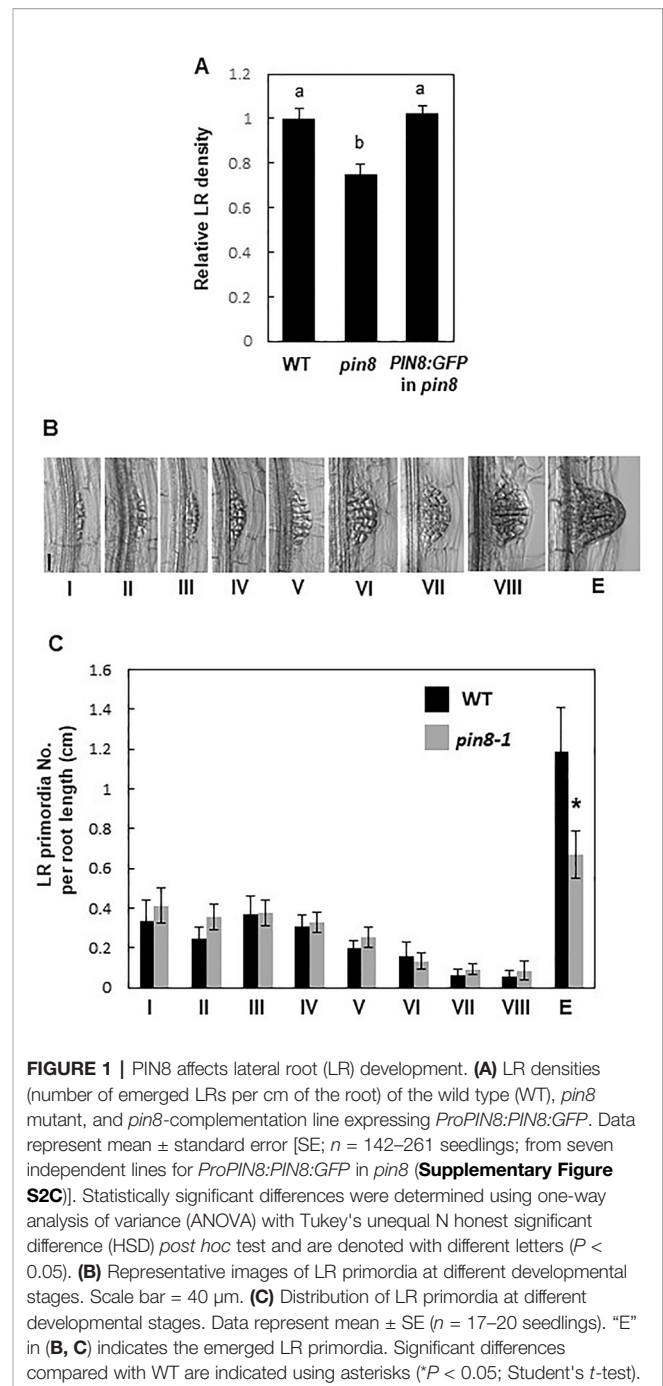 A
1.2
1
0.8
0.6
0.4
0.2
0
Relative LR density
a
b
a
WT
pin8
PIN8:GFP
in pin8
B
I II III IV V VI VII VIII E
C
1.6
1.4
1.2
1
0.8
0.6
0.4
0.2
0
LR primordia No.
per root length (cm)
WT
pin8-1
*
I II III IV V VI VII VIII E
FIGURE 1 | PIN8 affects lateral root (LR) development. (A) LR densities
(number of emerged LRs per cm of the root) of the wild type (WT), pin8
mutant, and pin8-complementation line expressing ProPIN8:PIN8:GFP. Data
represent mean ± standard error [SE; n = 142–261 seedlings; from seven
independent lines for ProPIN8:PIN8:GFP in pin8 (Supplementary Figure
S2C)]. Statistically significant differences were determined using one-way
analysis of variance (ANOVA) with Tukey's unequal N honest significant
difference (HSD) post hoc test and are denoted with different letters (P <
0.05). (B) Representative images of LR primordia at different developmental
stages. Scale bar = 40 μm. (C) Distribution of LR primordia at different
developmental stages. Data represent mean ± SE (n = 17–20 seedlings). “E”
in (B, C) indicates the emerged LR primordia. Significant differences
compared with WT are indicated using asterisks (*P < 0.05; Student's t-test).